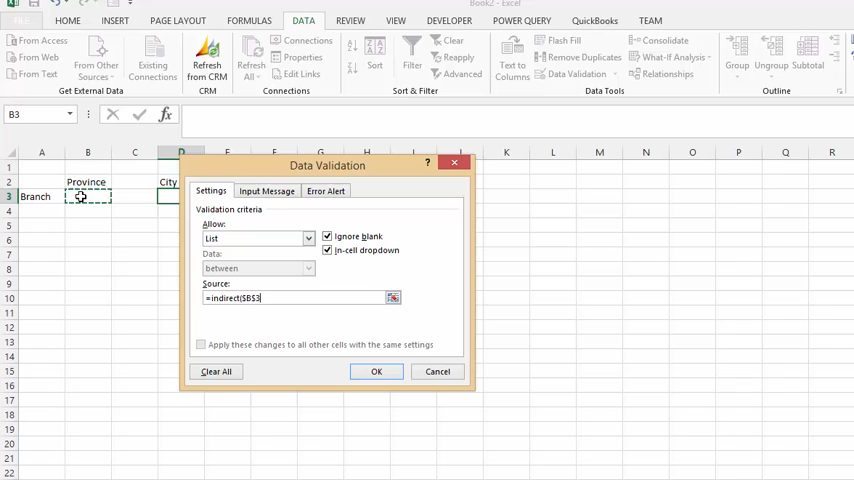 Book2 - Excel
FILE HOME INSERT PAGE LAYOUT FORMULAS DATA REVIEW VIEW DEVELOPER POWER QUERY QuickBooks TEAM
From Access
From Web
From Text
From Other Sources
Existing Connections
Get External Data
Refresh from CRM
CRM
Refresh All
Connections
Properties
Edit Links
Connections
Sort
Filter
Clear
Reapply
Advanced
Sort & Filter
Text to Columns
Flash Fill
Remove Duplicates
Data Validation
Consolidate
What-If Analysis
Relationships
Data Tools
Group
Ungroup
Subtotal
Outline
B3
fx
A B C D E F G H I J K L M N O P Q R
1
2 Province City
3 Branch
4
5
6
7
8
9
10
11
12
13
14
15
16
17
18
19
20
21
22
Data Validation
?
Settings Input Message Error Alert
Validation criteria
Allow:
List
Ignore blank
In-cell dropdown
Data:
between
Source:
=indirect($B$3
Apply these changes to all other cells with the same settings
Clear All OK Cancel